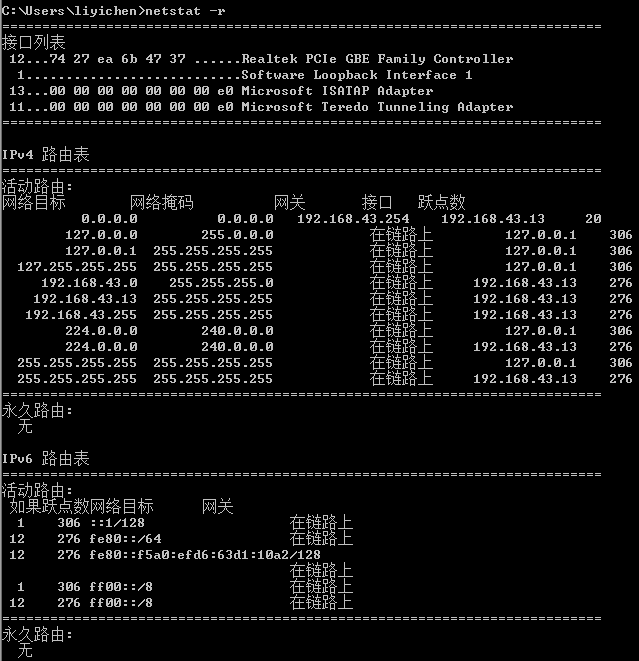 C:\Users\liyichen>netstat -r
===========================================================================
接口列表
 12...74 27 ea 6b 47 37 ......Realtek PCIe GBE Family Controller
  1...........................Software Loopback Interface 1
 13...00 00 00 00 00 00 00 e0 Microsoft ISATAP Adapter
 11...00 00 00 00 00 00 00 e0 Microsoft Teredo Tunneling Adapter
===========================================================================
IPv4 路由表
===========================================================================
活动路由:
网络目标        网络掩码          网关       接口   跃点数
          0.0.0.0          0.0.0.0   192.168.43.254    192.168.43.13     20
        127.0.0.0        255.0.0.0            在链路上         127.0.0.1    306
        127.0.0.1  255.255.255.255            在链路上         127.0.0.1    306
  127.255.255.255  255.255.255.255            在链路上         127.0.0.1    306
     192.168.43.0    255.255.255.0            在链路上     192.168.43.13    276
    192.168.43.13  255.255.255.255            在链路上     192.168.43.13    276
   192.168.43.255  255.255.255.255            在链路上     192.168.43.13    276
        224.0.0.0        240.0.0.0            在链路上         127.0.0.1    306
        224.0.0.0        240.0.0.0            在链路上     192.168.43.13    276
  255.255.255.255  255.255.255.255            在链路上         127.0.0.1    306
  255.255.255.255  255.255.255.255            在链路上     192.168.43.13    276
===========================================================================
永久路由:
  无
IPv6 路由表
===========================================================================
活动路由:
 如果跃点数网络目标      网关
  1    306 ::1/128                  在链路上
 12    276 fe80::/64                在链路上
 12    276 fe80::f5a0:efd6:63d1:10a2/128
                                    在链路上
  1    306 ff00::/8                 在链路上
 12    276 ff00::/8                 在链路上
===========================================================================
永久路由:
  无